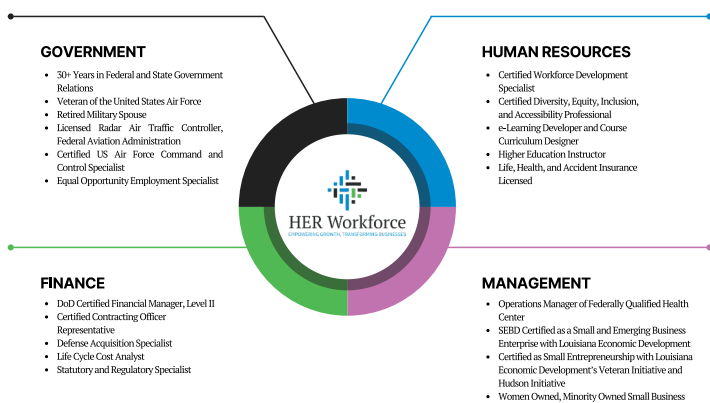 GOVERNMENT
30+ Years in Federal and State Government
Relations
Veteran of the United States Air Force
Retired Military Spouse
Licensed Radar Air Traffic Controller,
Federal Aviation Administration
Certified US Air Force Command and
Control Specialist
Equal Opportunity Employment Specialist
HUMAN RESOURCES
Certified Workforce Development
Specialist
Certified Diversity, Equity, Inclusion,
and Accessibility Professional
e-Learning Developer and Course
Curriculum Designer
Higher Education Instructor
Life, Health, and Accident Insurance
Licensed
HER Workforce
EMPOWERING GROWTH, TRANSFORMING BUSINESSES
FINANCE
DoD Certified Financial Manager, Level II
Certified Contracting Officer
Representative
Defense Acquisition Specialist
Life Cycle Cost Analyst
Statutory and Regulatory Specialist
MANAGEMENT
Operations Manager of Federally Qualified Health
Center
SEBD Certified as a Small and Emerging Business
Enterprise with Louisiana Economic Development
Certified as Small Entrepreneurship with Louisiana
Economic Development's Veteran Initiative and
Hudson Initiative
Women Owned, Minority Owned Small Business